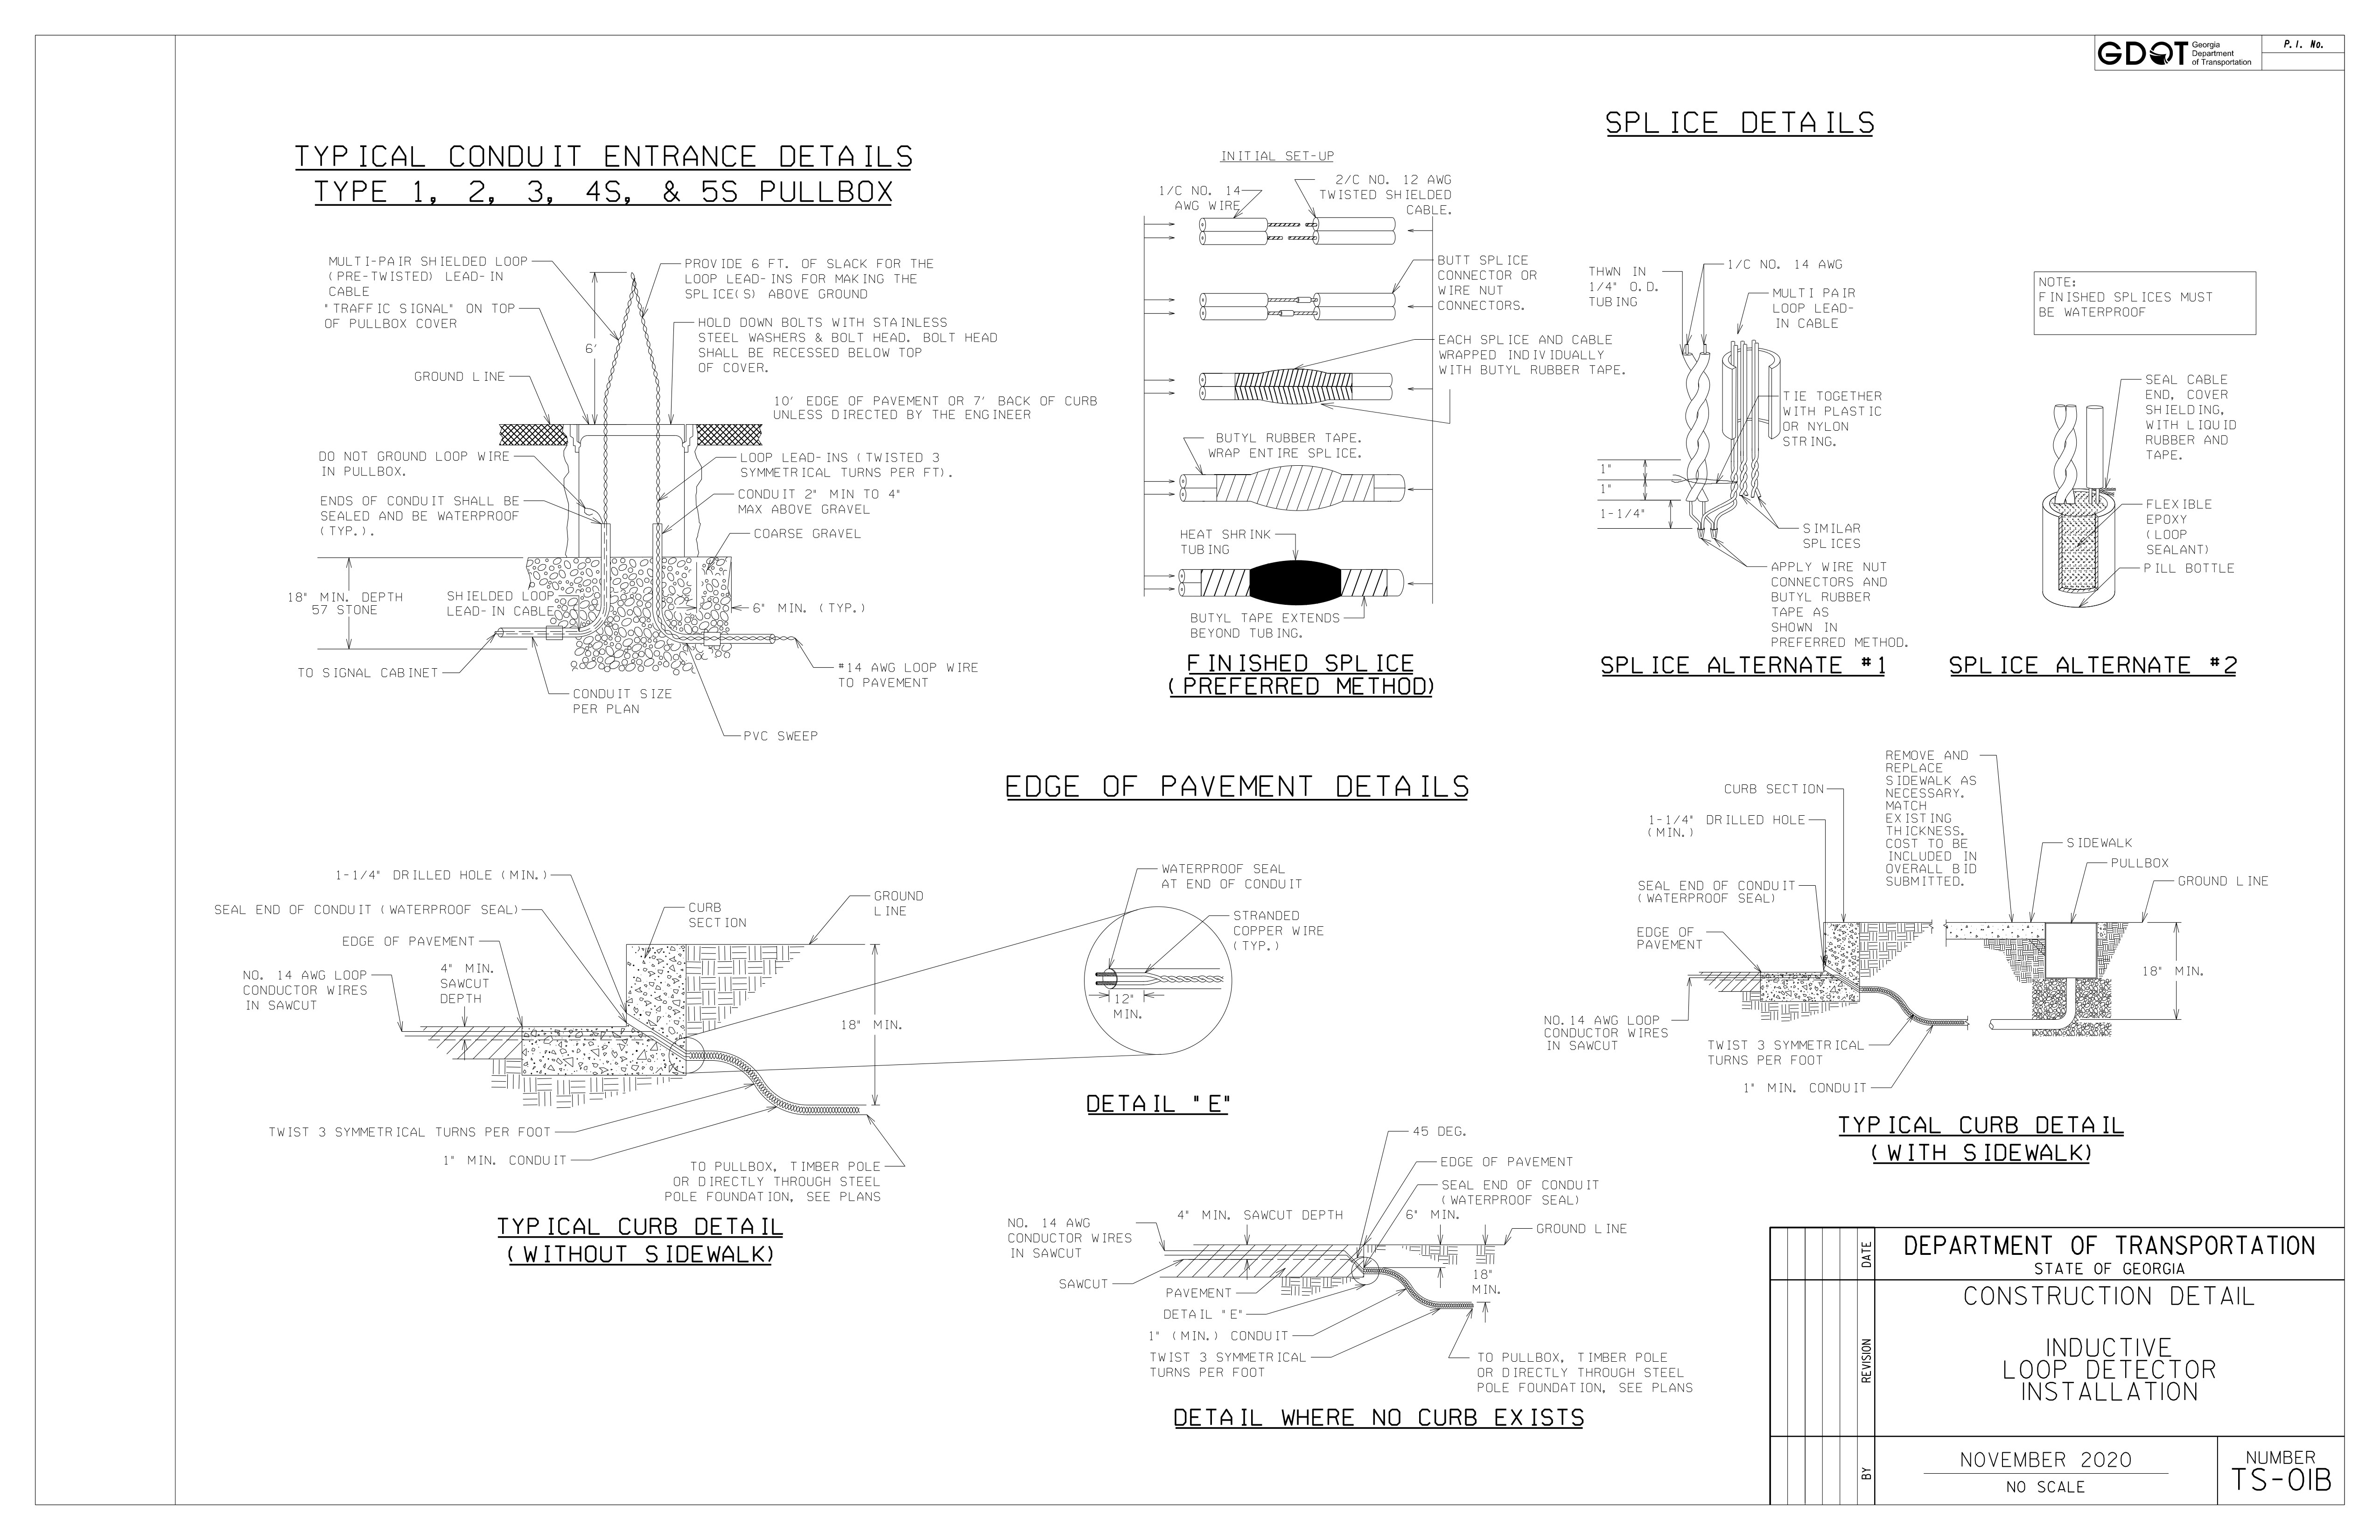 GDOT
Georgia
Department
of Transportation
P.I. No.
TYPICAL CONDUIT ENTRANCE DETAILS
TYPE 1, 2, 3, 4S, & 5S PULLBOX
MULTI-PAIR SHIELDED LOOP
(PRE-TWISTED) LEAD-IN
CABLE
"TRAFFIC SIGNAL" ON TOP
OF PULLBOX COVER
GROUND LINE
6'
PROVIDE 6 FT. OF SLACK FOR THE
LOOP LEAD-INS FOR MAKING THE
SPLICE(S) ABOVE GROUND
HOLD DOWN BOLTS WITH STAINLESS
STEEL WASHERS & BOLT HEAD. BOLT HEAD
SHALL BE RECESSED BELOW TOP
OF COVER.
10' EDGE OF PAVEMENT OR 7' BACK OF CURB
UNLESS DIRECTED BY THE ENGINEER
DO NOT GROUND LOOP WIRE
IN PULLBOX.
ENDS OF CONDUIT SHALL BE
SEALED AND BE WATERPROOF
(TYP.).
LOOP LEAD-INS (TWISTED 3
SYMMETRICAL TURNS PER FT).
CONDUIT 2" MIN TO 4"
MAX ABOVE GRAVEL
COARSE GRAVEL
18" MIN. DEPTH
57 STONE
SHIELDED LOOP
LEAD-IN CABLE
6" MIN. (TYP.)
TO SIGNAL CABINET
CONDUIT SIZE
PER PLAN
#14 AWG LOOP WIRE
TO PAVEMENT
PVC SWEEP
SPLICE DETAILS
INITIAL SET-UP
1/C NO. 14
AWG WIRE
2/C NO. 12 AWG
TWISTED SHIELDED
CABLE.
BUTT SPLICE
CONNECTOR OR
WIRE NUT
CONNECTORS.
EACH SPLICE AND CABLE
WRAPPED INDIVIDUALLY
WITH BUTYL RUBBER TAPE.
BUTYL RUBBER TAPE.
WRAP ENTIRE SPLICE.
HEAT SHRINK
TUBING
BUTYL TAPE EXTENDS
BEYOND TUBING.
FINISHED SPLICE
(PREFERRED METHOD)
THWN IN
1/4" O.D.
TUBING
1/C NO. 14 AWG
MULTI PAIR
LOOP LEAD-
IN CABLE
TIE TOGETHER
WITH PLASTIC
OR NYLON
STRING.
1"
1"
1-1/4"
SIMILAR
SPLICES
APPLY WIRE NUT
CONNECTORS AND
BUTYL RUBBER
TAPE AS
SHOWN IN
PREFERRED METHOD.
SPLICE ALTERNATE #1
NOTE:
FINISHED SPLICES MUST
BE WATERPROOF
SEAL CABLE
END, COVER
SHIELDING,
WITH LIQUID
RUBBER AND
TAPE.
FLEXIBLE
EPOXY
(LOOP
SEALANT)
PILL BOTTLE
SPLICE ALTERNATE #2
EDGE OF PAVEMENT DETAILS
1-1/4" DRILLED HOLE (MIN.)
SEAL END OF CONDUIT (WATERPROOF SEAL)
EDGE OF PAVEMENT
NO. 14 AWG LOOP
CONDUCTOR WIRES
IN SAWCUT
4" MIN.
SAWCUT
DEPTH
CURB
SECTION
GROUND
LINE
18" MIN.
TWIST 3 SYMMETRICAL TURNS PER FOOT
1" MIN. CONDUIT
TO PULLBOX, TIMBER POLE
OR DIRECTLY THROUGH STEEL
POLE FOUNDATION, SEE PLANS
TYPICAL CURB DETAIL
(WITHOUT SIDEWALK)
WATERPROOF SEAL
AT END OF CONDUIT
STRANDED
COPPER WIRE
(TYP.)
12"
MIN.
DETAIL "E"
45 DEG.
EDGE OF PAVEMENT
SEAL END OF CONDUIT
(WATERPROOF SEAL)
NO. 14 AWG
CONDUCTOR WIRES
IN SAWCUT
4" MIN. SAWCUT DEPTH
6" MIN.
GROUND LINE
SAWCUT
PAVEMENT
18"
MIN.
DETAIL "E"
1" (MIN.) CONDUIT
TWIST 3 SYMMETRICAL
TURNS PER FOOT
TO PULLBOX, TIMBER POLE
OR DIRECTLY THROUGH STEEL
POLE FOUNDATION, SEE PLANS
DETAIL WHERE NO CURB EXISTS
REMOVE AND
REPLACE
SIDEWALK AS
NECESSARY.
MATCH
EXISTING
THICKNESS.
COST TO BE
INCLUDED IN
OVERALL BID
SUBMITTED.
CURB SECTION
1-1/4" DRILLED HOLE
(MIN.)
SIDEWALK
PULLBOX
GROUND LINE
SEAL END OF CONDUIT
(WATERPROOF SEAL)
EDGE OF
PAVEMENT
18" MIN.
NO.14 AWG LOOP
CONDUCTOR WIRES
IN SAWCUT
TWIST 3 SYMMETRICAL
TURNS PER FOOT
1" MIN. CONDUIT
TYPICAL CURB DETAIL
(WITH SIDEWALK)
DATE
REVISION
BY
DEPARTMENT OF TRANSPORTATION
STATE OF GEORGIA
CONSTRUCTION DETAIL
INDUCTIVE
LOOP DETECTOR
INSTALLATION
NOVEMBER 2020
NO SCALE
NUMBER
TS-01B